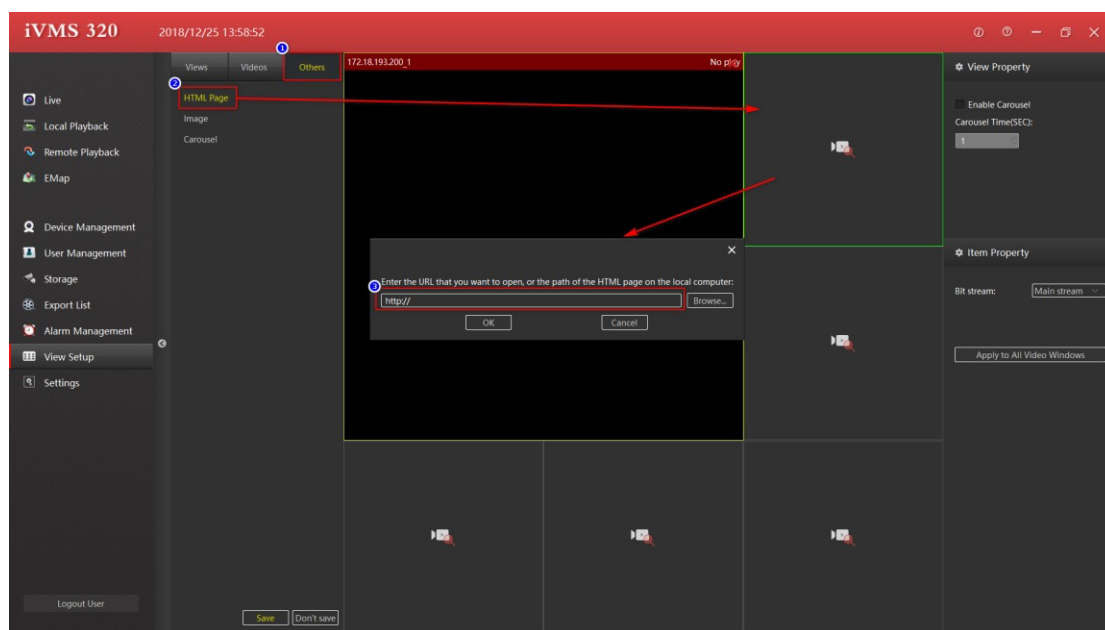 iVMS 320
2018/12/25 13:58:52
Live
Local Playback
Remote Playback
EMap
Device Management
User Management
Storage
Export List
Alarm Management
View Setup
Settings
Logout User
1
Views Videos Others
2
HTML Page
Image
Carousel
Save Don't save
172.18.193.200_1 No play
Enter the URL that you want to open, or the path of the HTML page on the local computer:
3
http:// Browse...
OK Cancel
View Property
Enable Carousel
Carousel Time(SEC):
1
Item Property
Bit stream: Main stream
Apply to All Video Windows